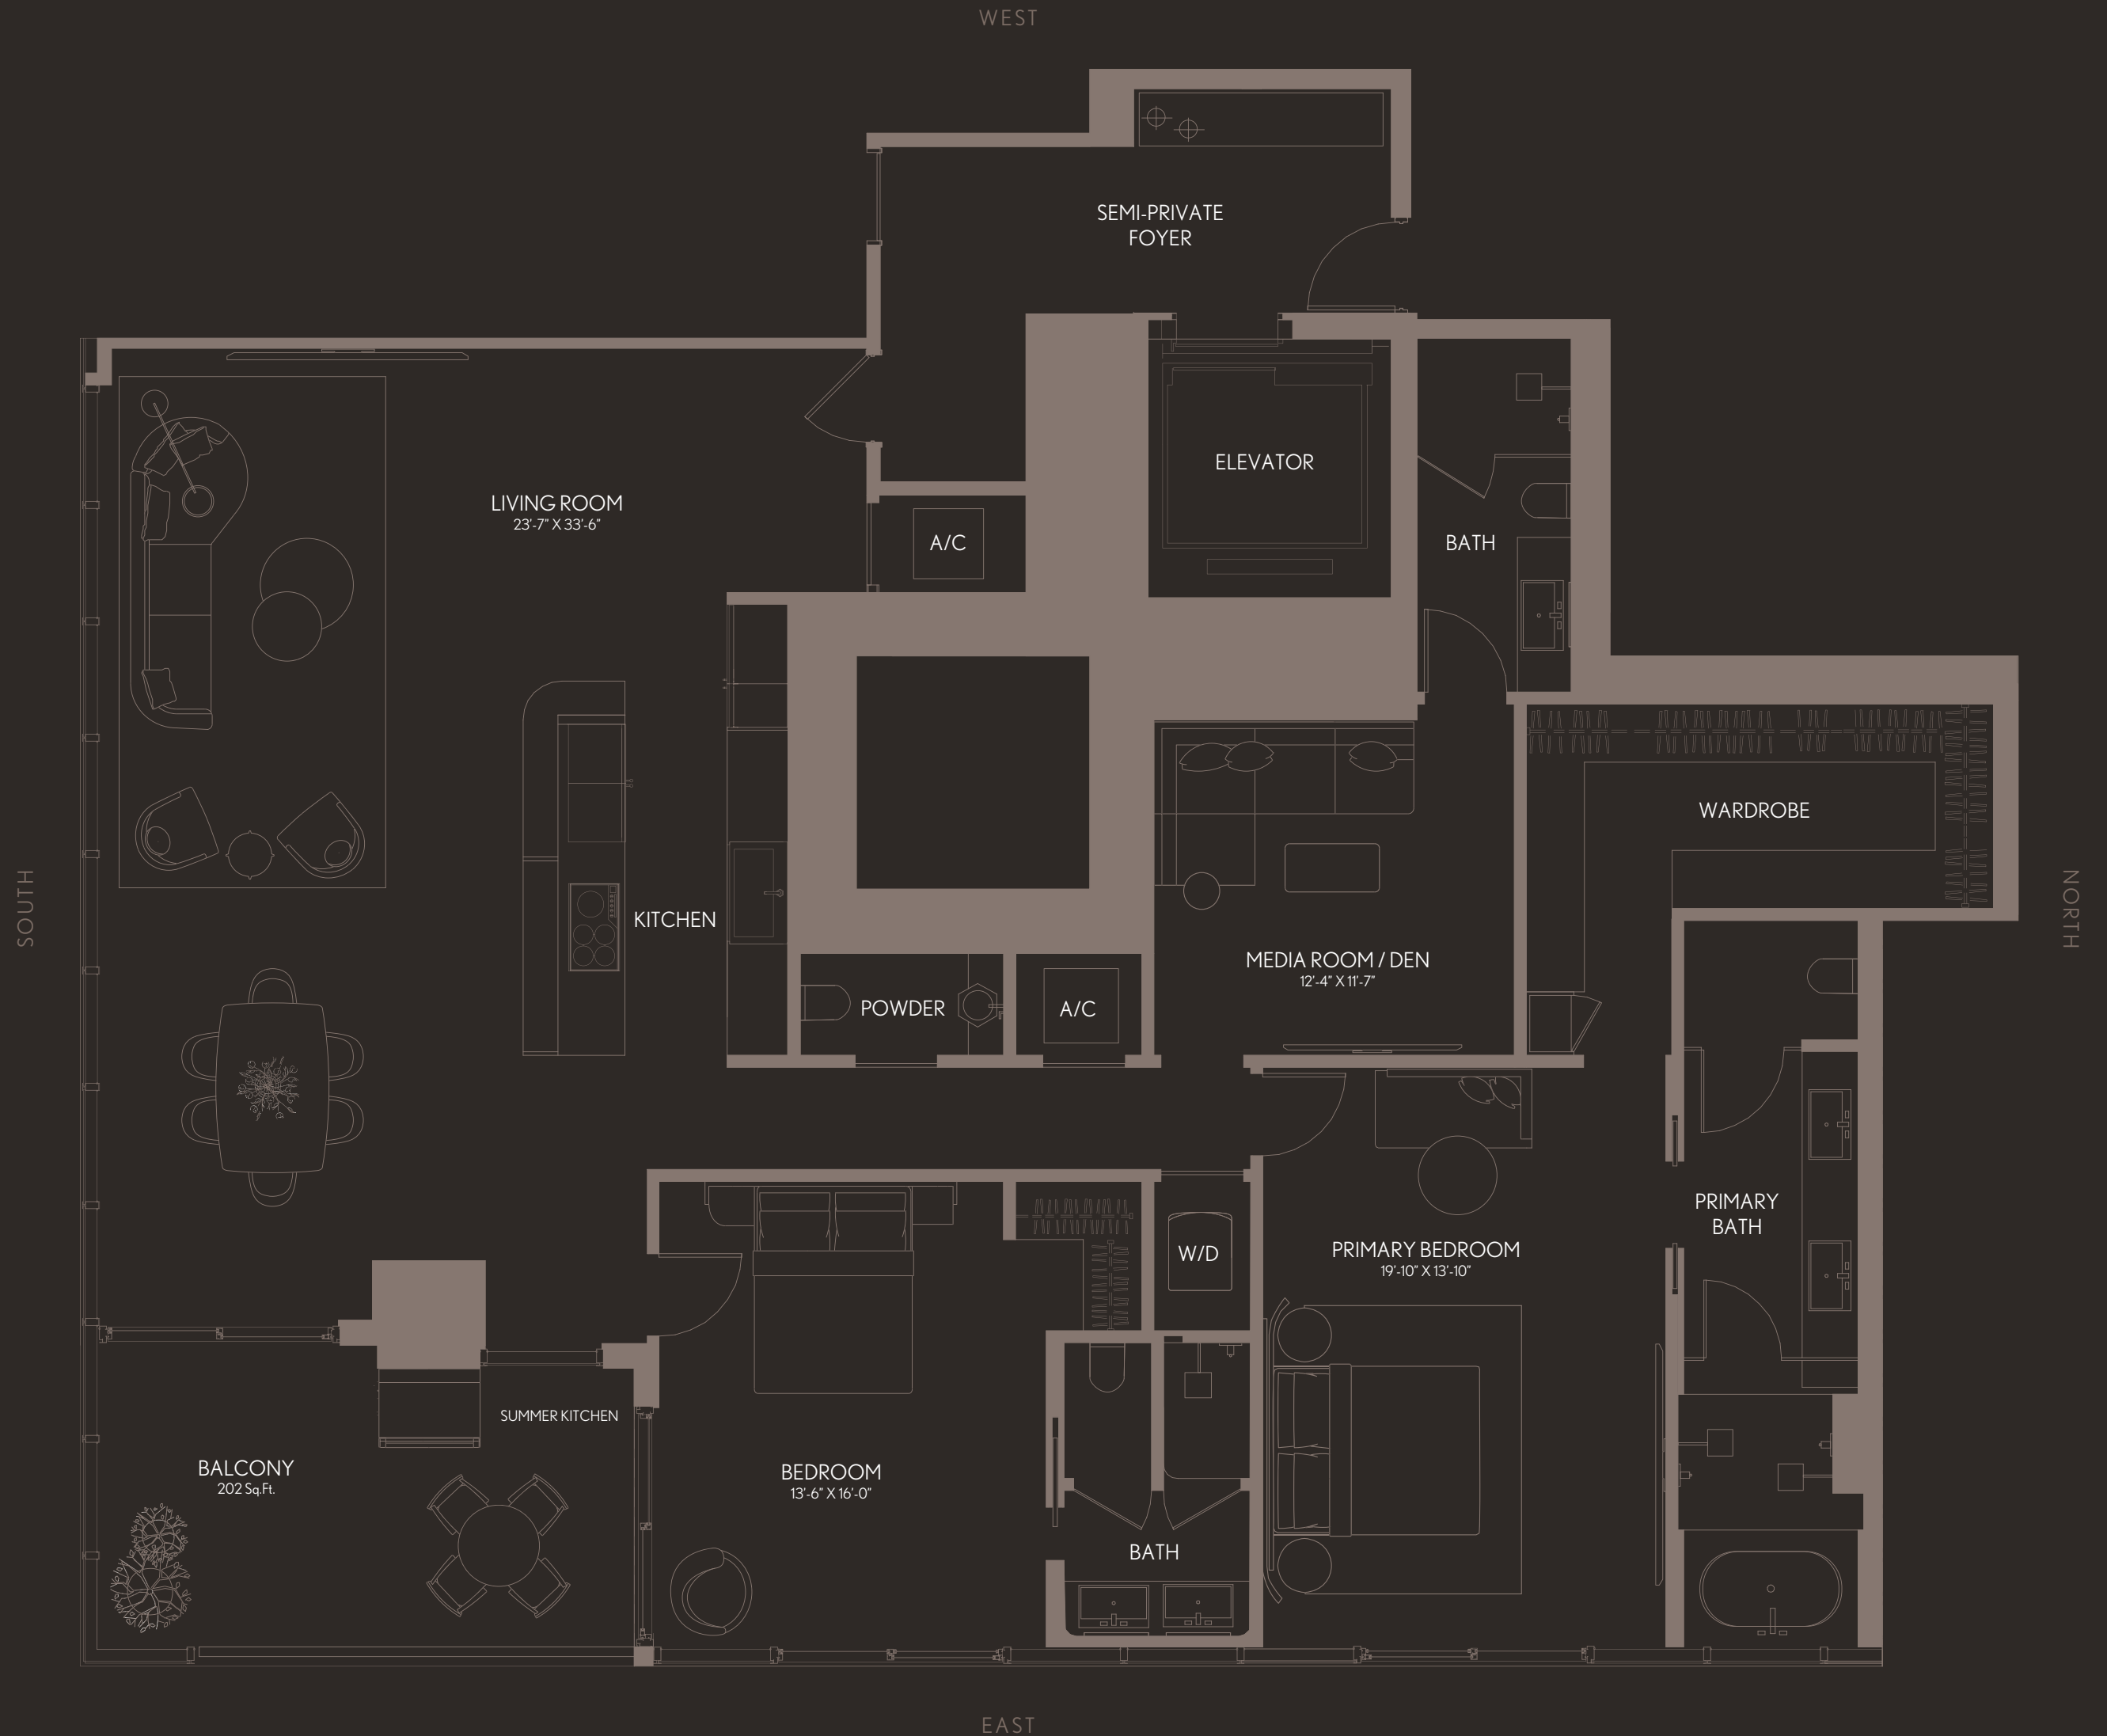 WEST
SEMI-PRIVATE
FOYER
ELEVATOR
LIVING ROOM
23'-7" X 33'-6"
A/C
BATH
WARDROBE
SOUTH
NORTH
KITCHEN
MEDIA ROOM / DEN
12'-4" X 11'-7"
POWDER
A/C
PRIMARY
BATH
W/D
PRIMARY BEDROOM
19'-10" X 13'-10"
SUMMER KITCHEN
BALCONY
202 Sq.Ft.
BEDROOM
13'-6" X 16'-0"
BATH
EAST